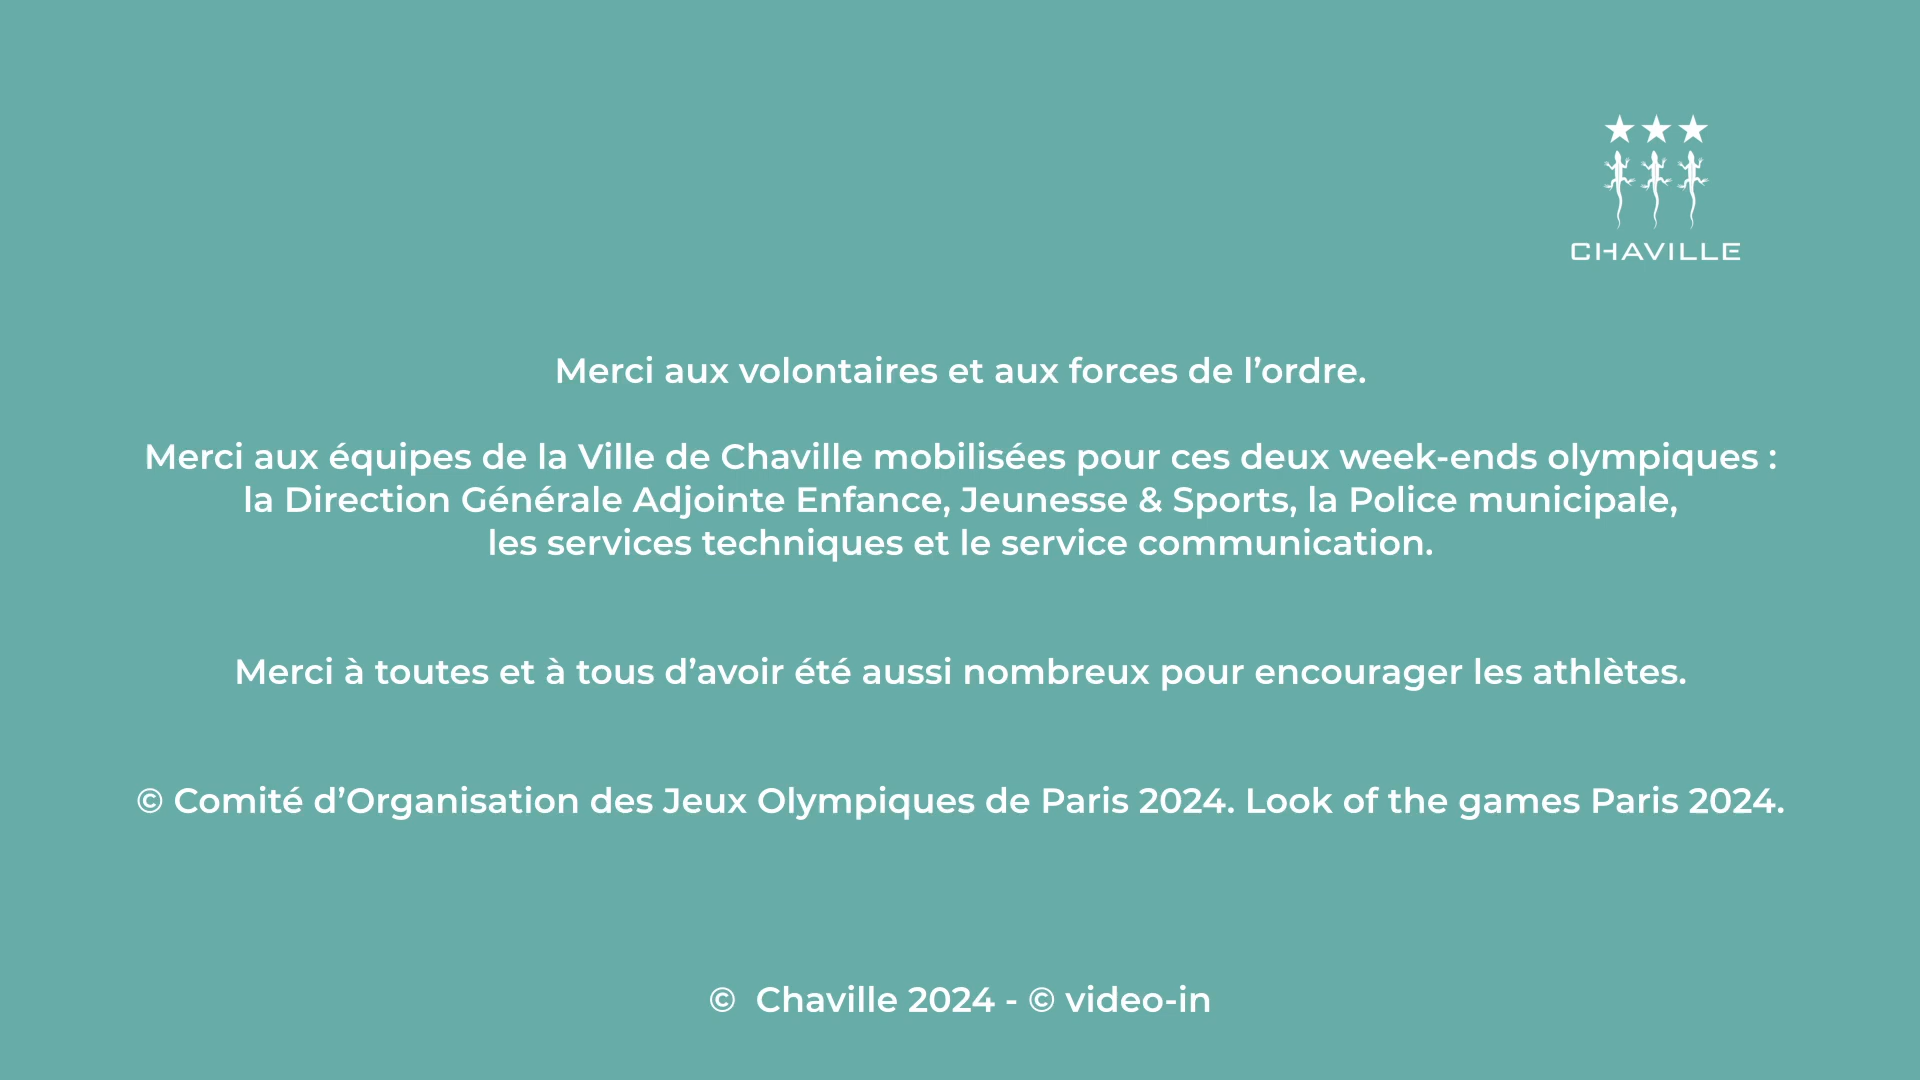 CHAVILLE
Merci aux volontaires et aux forces de l’ordre.
Merci aux équipes de la Ville de Chaville mobilisées pour ces deux week-ends olympiques :
la Direction Générale Adjointe Enfance, Jeunesse & Sports, la Police municipale,
les services techniques et le service communication.
Merci à toutes et à tous d’avoir été aussi nombreux pour encourager les athlètes.
© Comité d’Organisation des Jeux Olympiques de Paris 2024. Look of the games Paris 2024.
© Chaville 2024 - © video-in